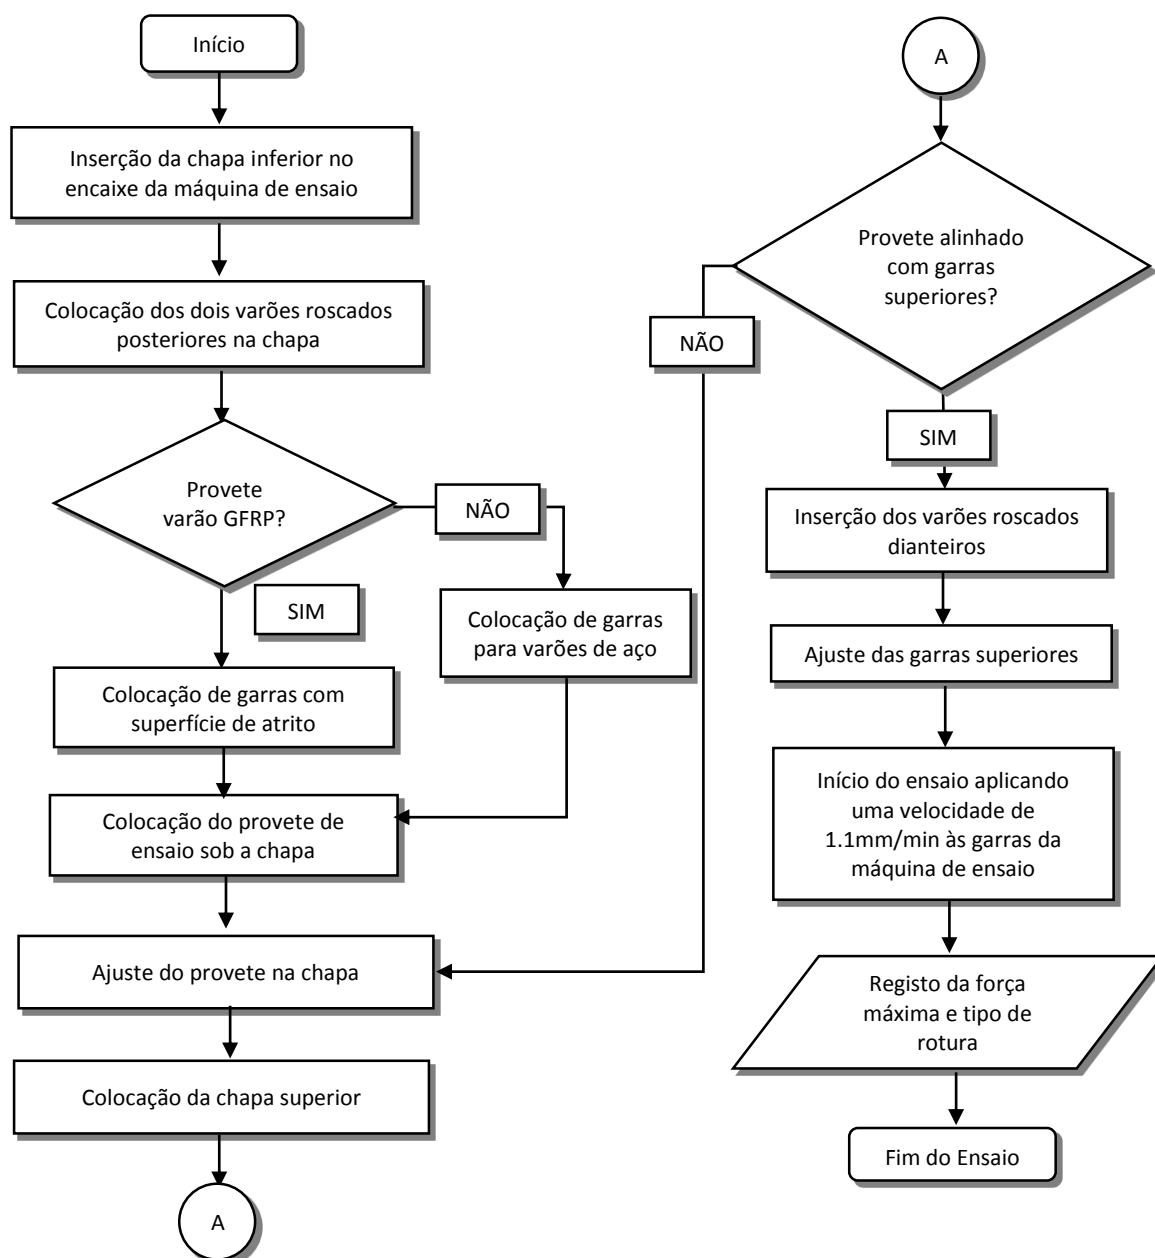 Início
Inserção da chapa inferior no
encaixe da máquina de ensaio
Colocação dos dois varões roscados
posteriores na chapa
Provete
varão GFRP?
NÃO
SIM
Colocação de garras
para varões de aço
Colocação de garras com
superfície de atrito
Colocação do provete de
ensaio sob a chapa
Ajuste do provete na chapa
Colocação da chapa superior
A
A
Provete alinhado
com garras
superiores?
NÃO
SIM
Inserção dos varões roscados
dianteiros
Ajuste das garras superiores
Início do ensaio aplicando
uma velocidade de
1.1mm/min às garras da
máquina de ensaio
Registo da força
máxima e tipo de
rotura
Fim do Ensaio